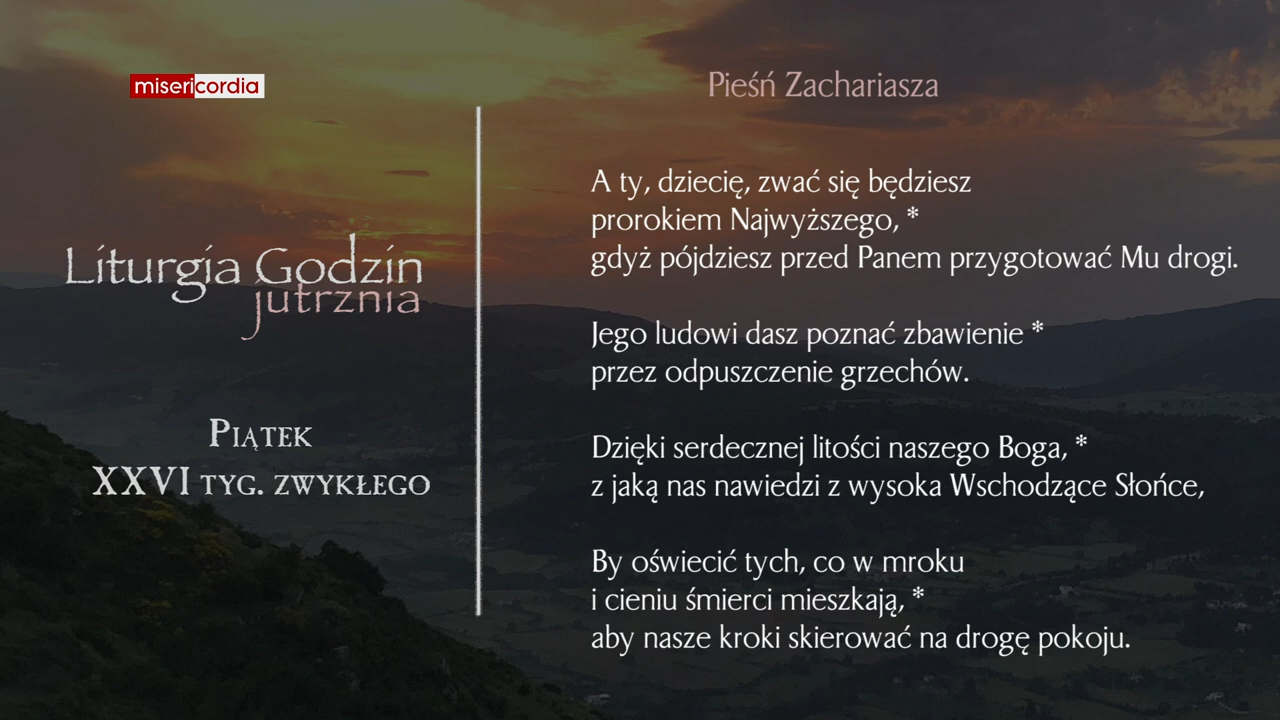 misericordia
Liturgia Godzin
jutrznia
Piątek
XXVI tyg. zwykłego
Pieśń Zachariasza
A ty, dziecię, zwać się będziesz
prorokiem Najwyższego, *
gdyż pójdziesz przed Panem przygotować Mu drogi.
Jego ludowi dasz poznać zbawienie *
przez odpuszczenie grzechów.
Dzięki serdecznej litości naszego Boga, *
z jaką nas nawiedzi z wysoka Wschodzące Słońce,
By oświecić tych, co w mroku
i cieniu śmierci mieszkają, *
aby nasze kroki skierować na drogę pokoju.